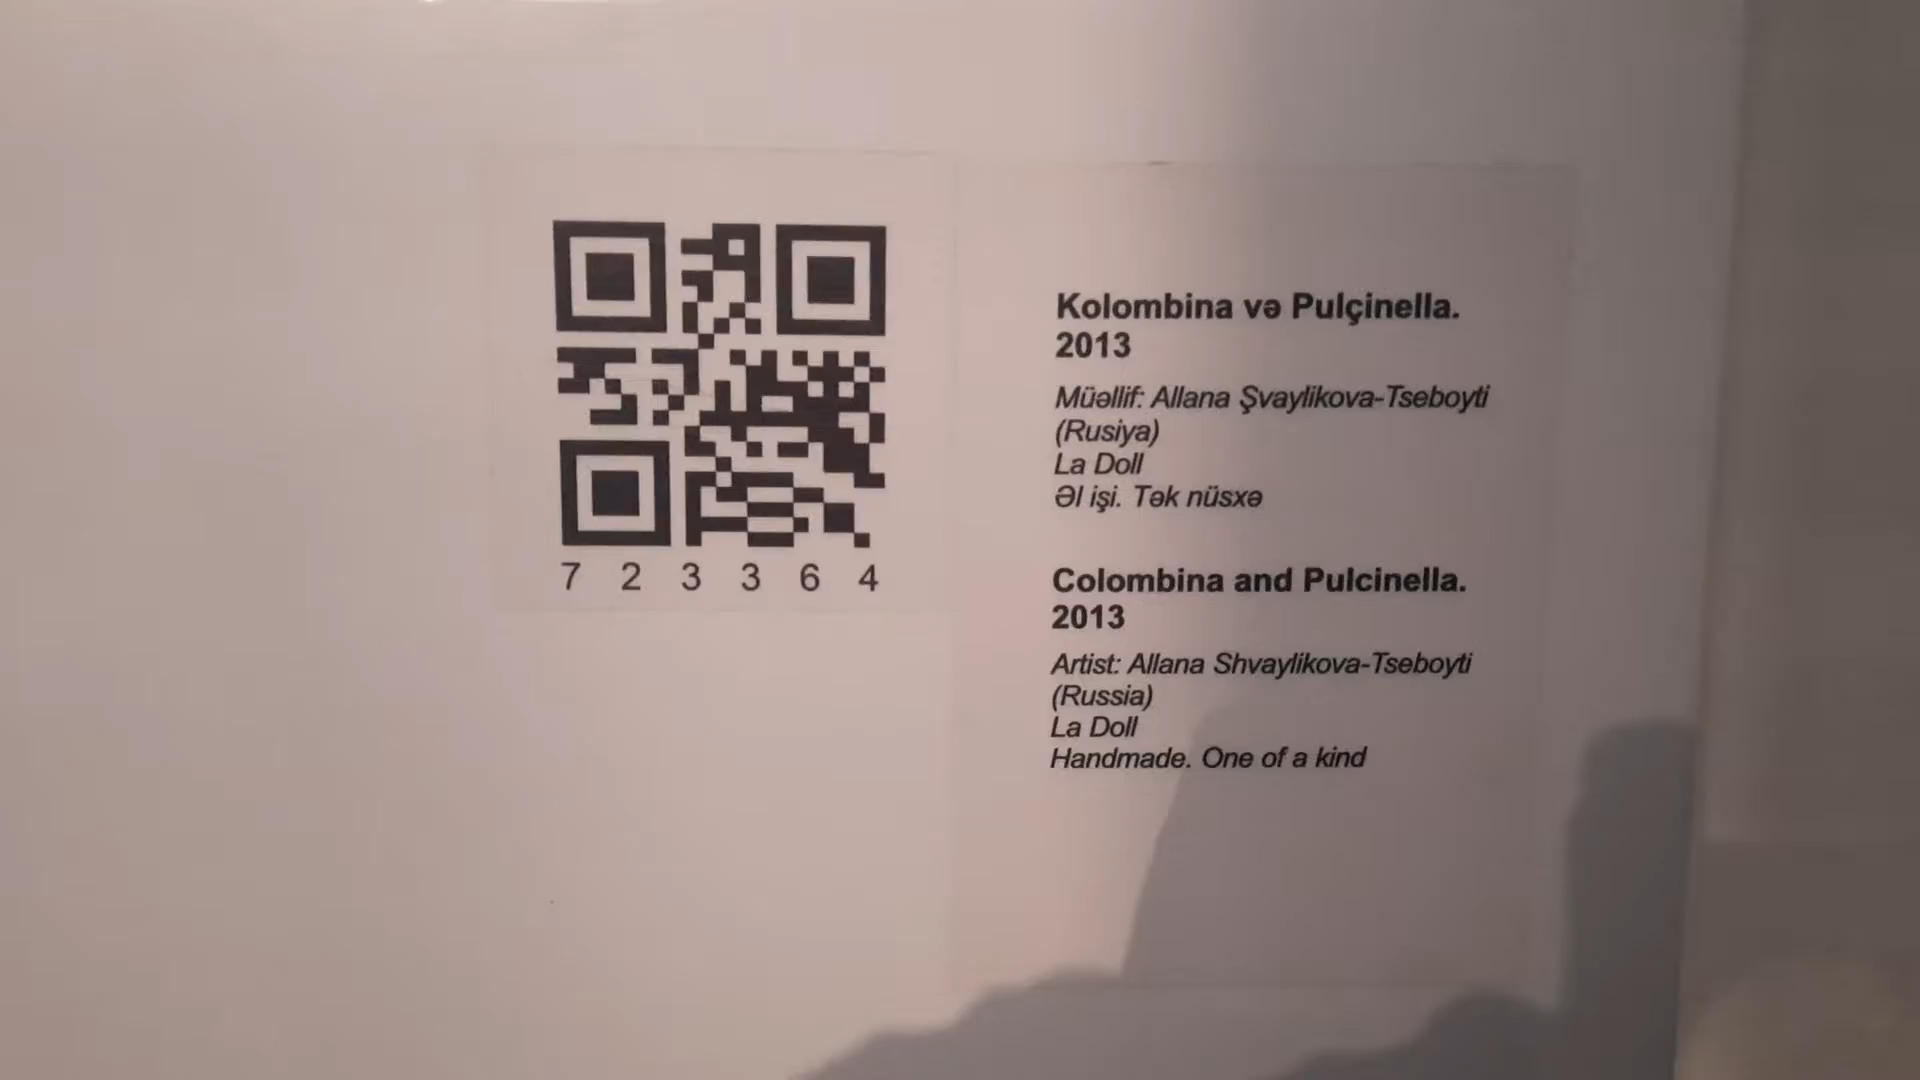 7 2 3 3 6 4
Kolombina və Pulçinella.
2013
Müəllif: Allana Şvaylikova-Tseboyti
(Rusiya)
La Doll
Əl işi. Tək nüsxə
Colombina and Pulcinella.
2013
Artist: Allana Shvaylikova-Tseboyti
(Russia)
La Doll
Handmade. One of a kind